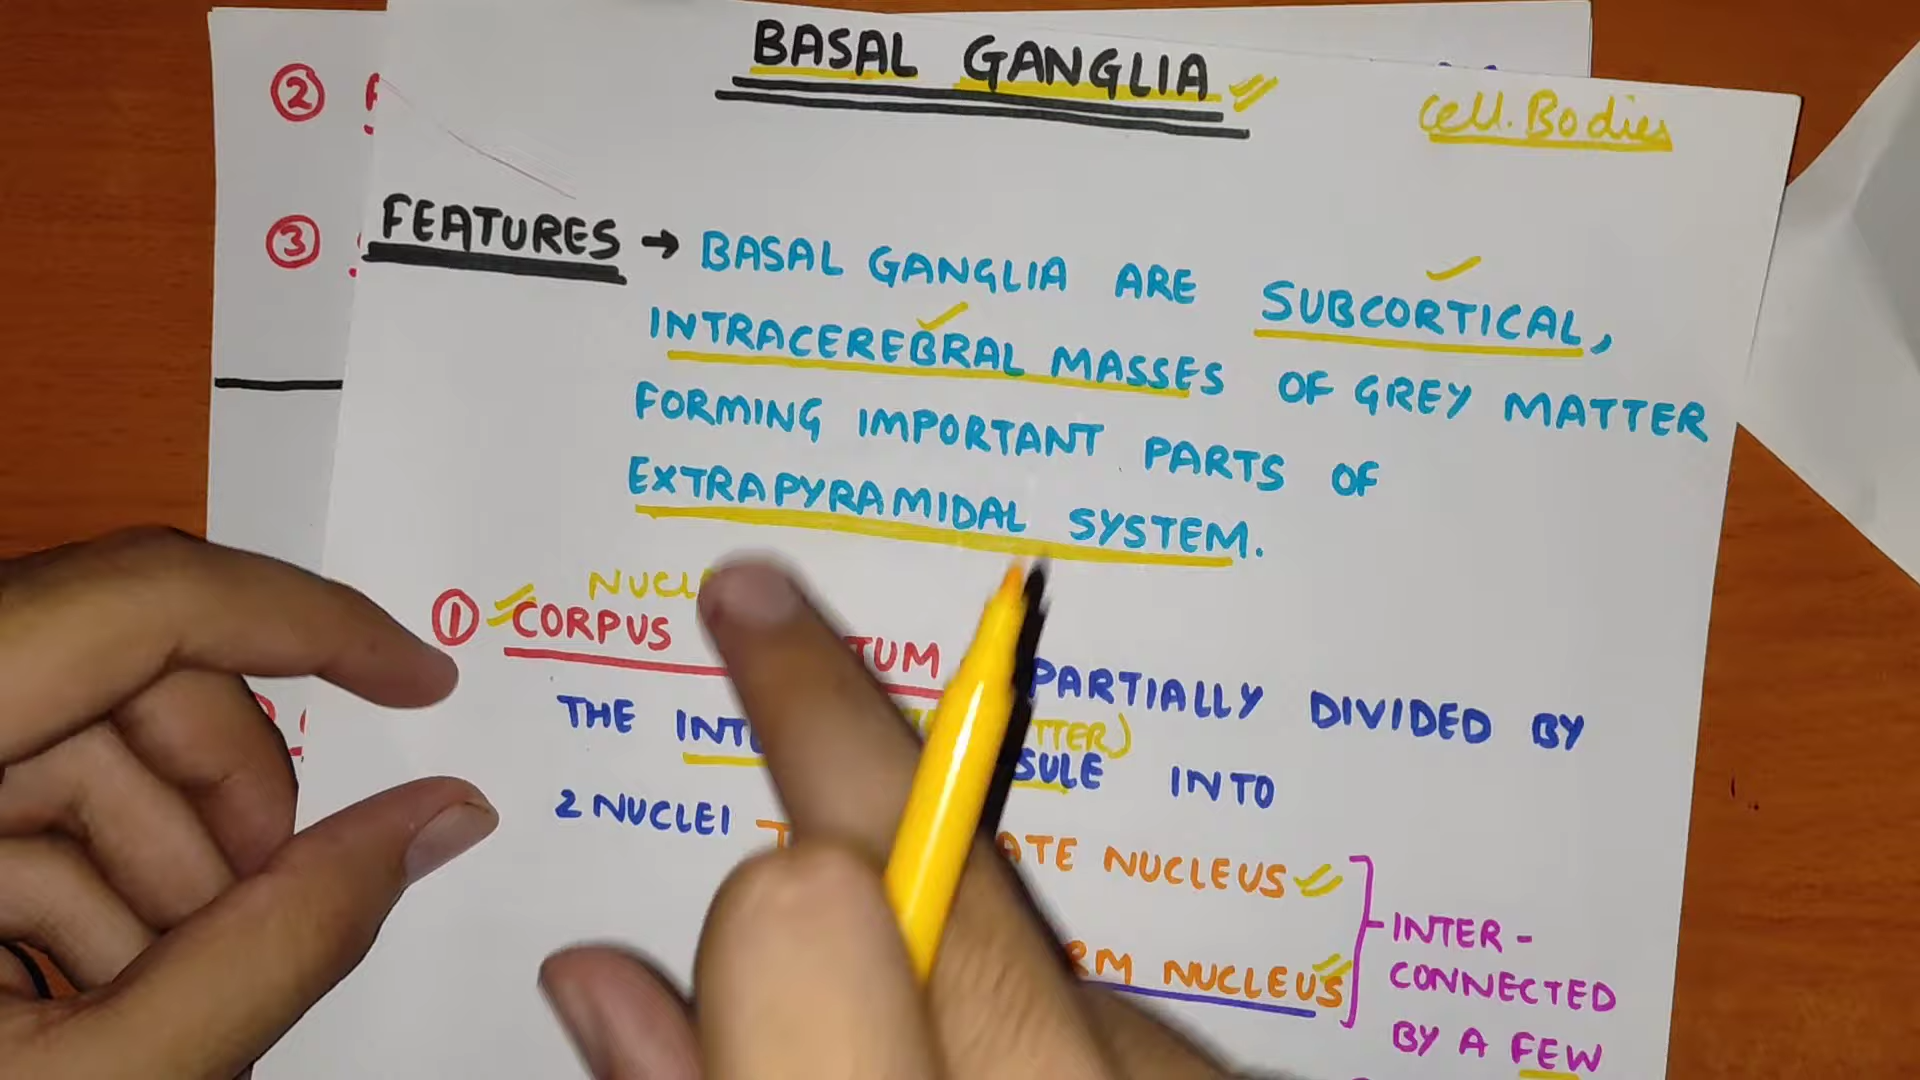 BASAL GANGLIA
Cell. Bodies
②
③
FEATURES → BASAL GANGLIA ARE SUBCORTICAL,
INTRACEREBRAL MASSES OF GREY MATTER
FORMING IMPORTANT PARTS OF
EXTRAPYRAMIDAL SYSTEM.
① CORPUS TUM PARTIALLY DIVIDED BY
TTER)
THE INTE SULE INTO
2 NUCLEI ATE NUCLEUS
RM NUCLEUS
INTER-
CONNECTED
BY A FEW